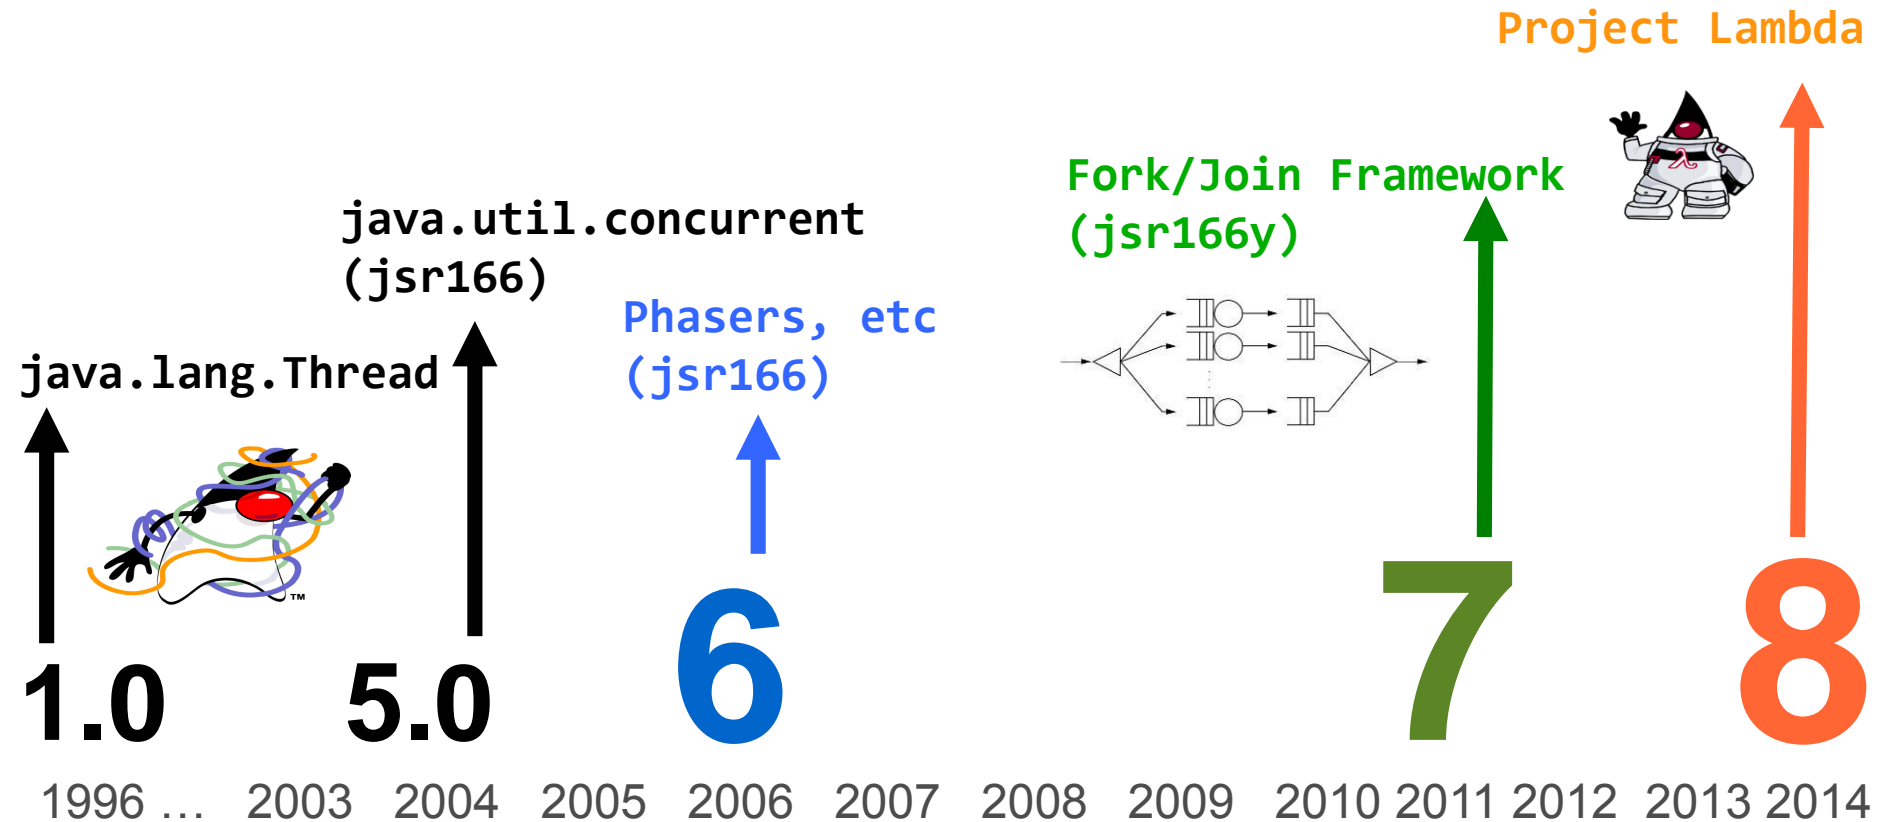 Project Lambda
Fork/Join Framework
(jsr166y)
java.util.concurrent
(jsr166)
Phasers, etc
(jsr166)
java.lang.Thread
λ
TM
1.0 5.0 6 7 8
1996 … 2003 2004 2005 2006 2007 2008 2009 2010 2011 2012 2013 2014